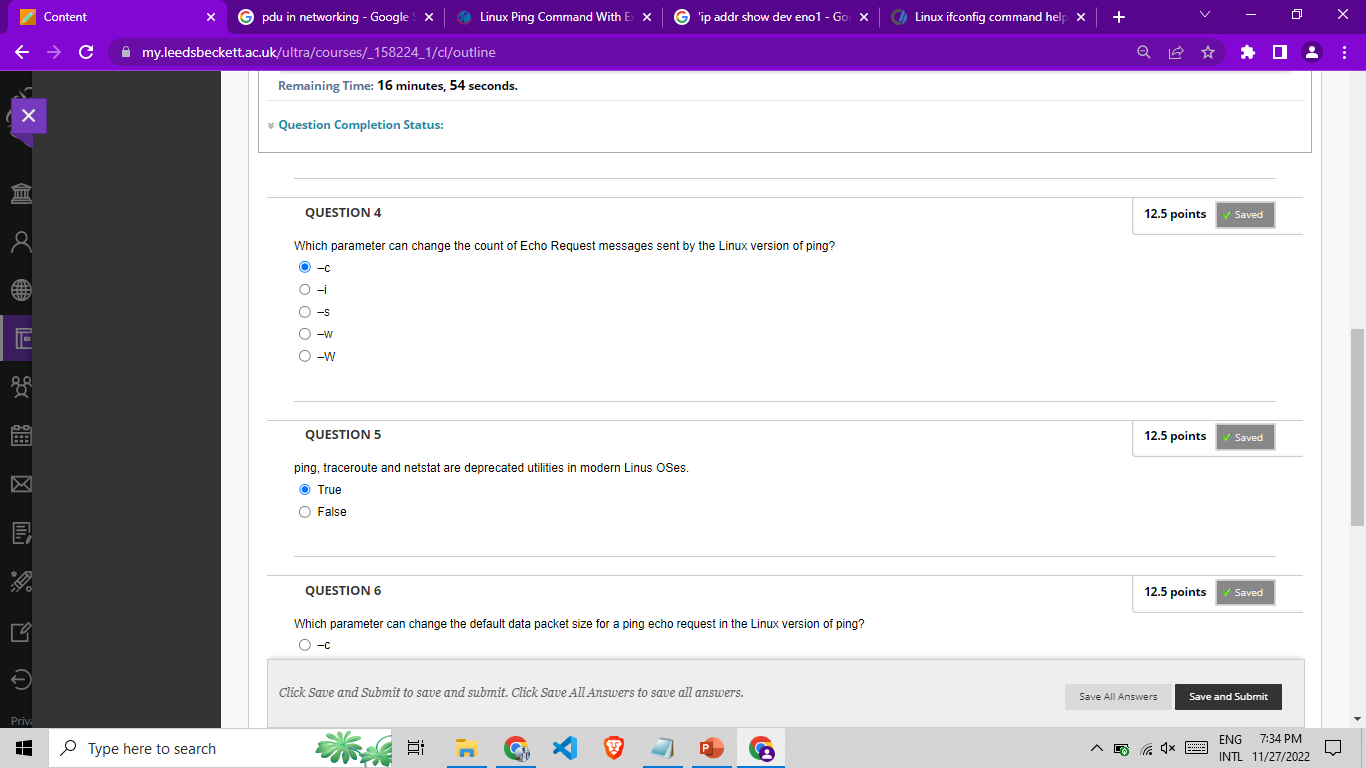 Content
pdu in networking - Google S
Linux Ping Command With E
'ip addr show dev eno1 - Go
Linux ifconfig command help
my.leedsbeckett.ac.uk/ultra/courses/_158224_1/cl/outline
Remaining Time: 16 minutes, 54 seconds.
Question Completion Status:
QUESTION 4
12.5 points
Saved
Which parameter can change the count of Echo Request messages sent by the Linux version of ping?
–c
–i
–s
–w
–W
QUESTION 5
12.5 points
Saved
ping, traceroute and netstat are deprecated utilities in modern Linus OSes.
True
False
QUESTION 6
12.5 points
Saved
Which parameter can change the default data packet size for a ping echo request in the Linux version of ping?
–c
Click Save and Submit to save and submit. Click Save All Answers to save all answers.
Save All Answers
Save and Submit
Priva
Type here to search
ENG
INTL
7:34 PM
11/27/2022